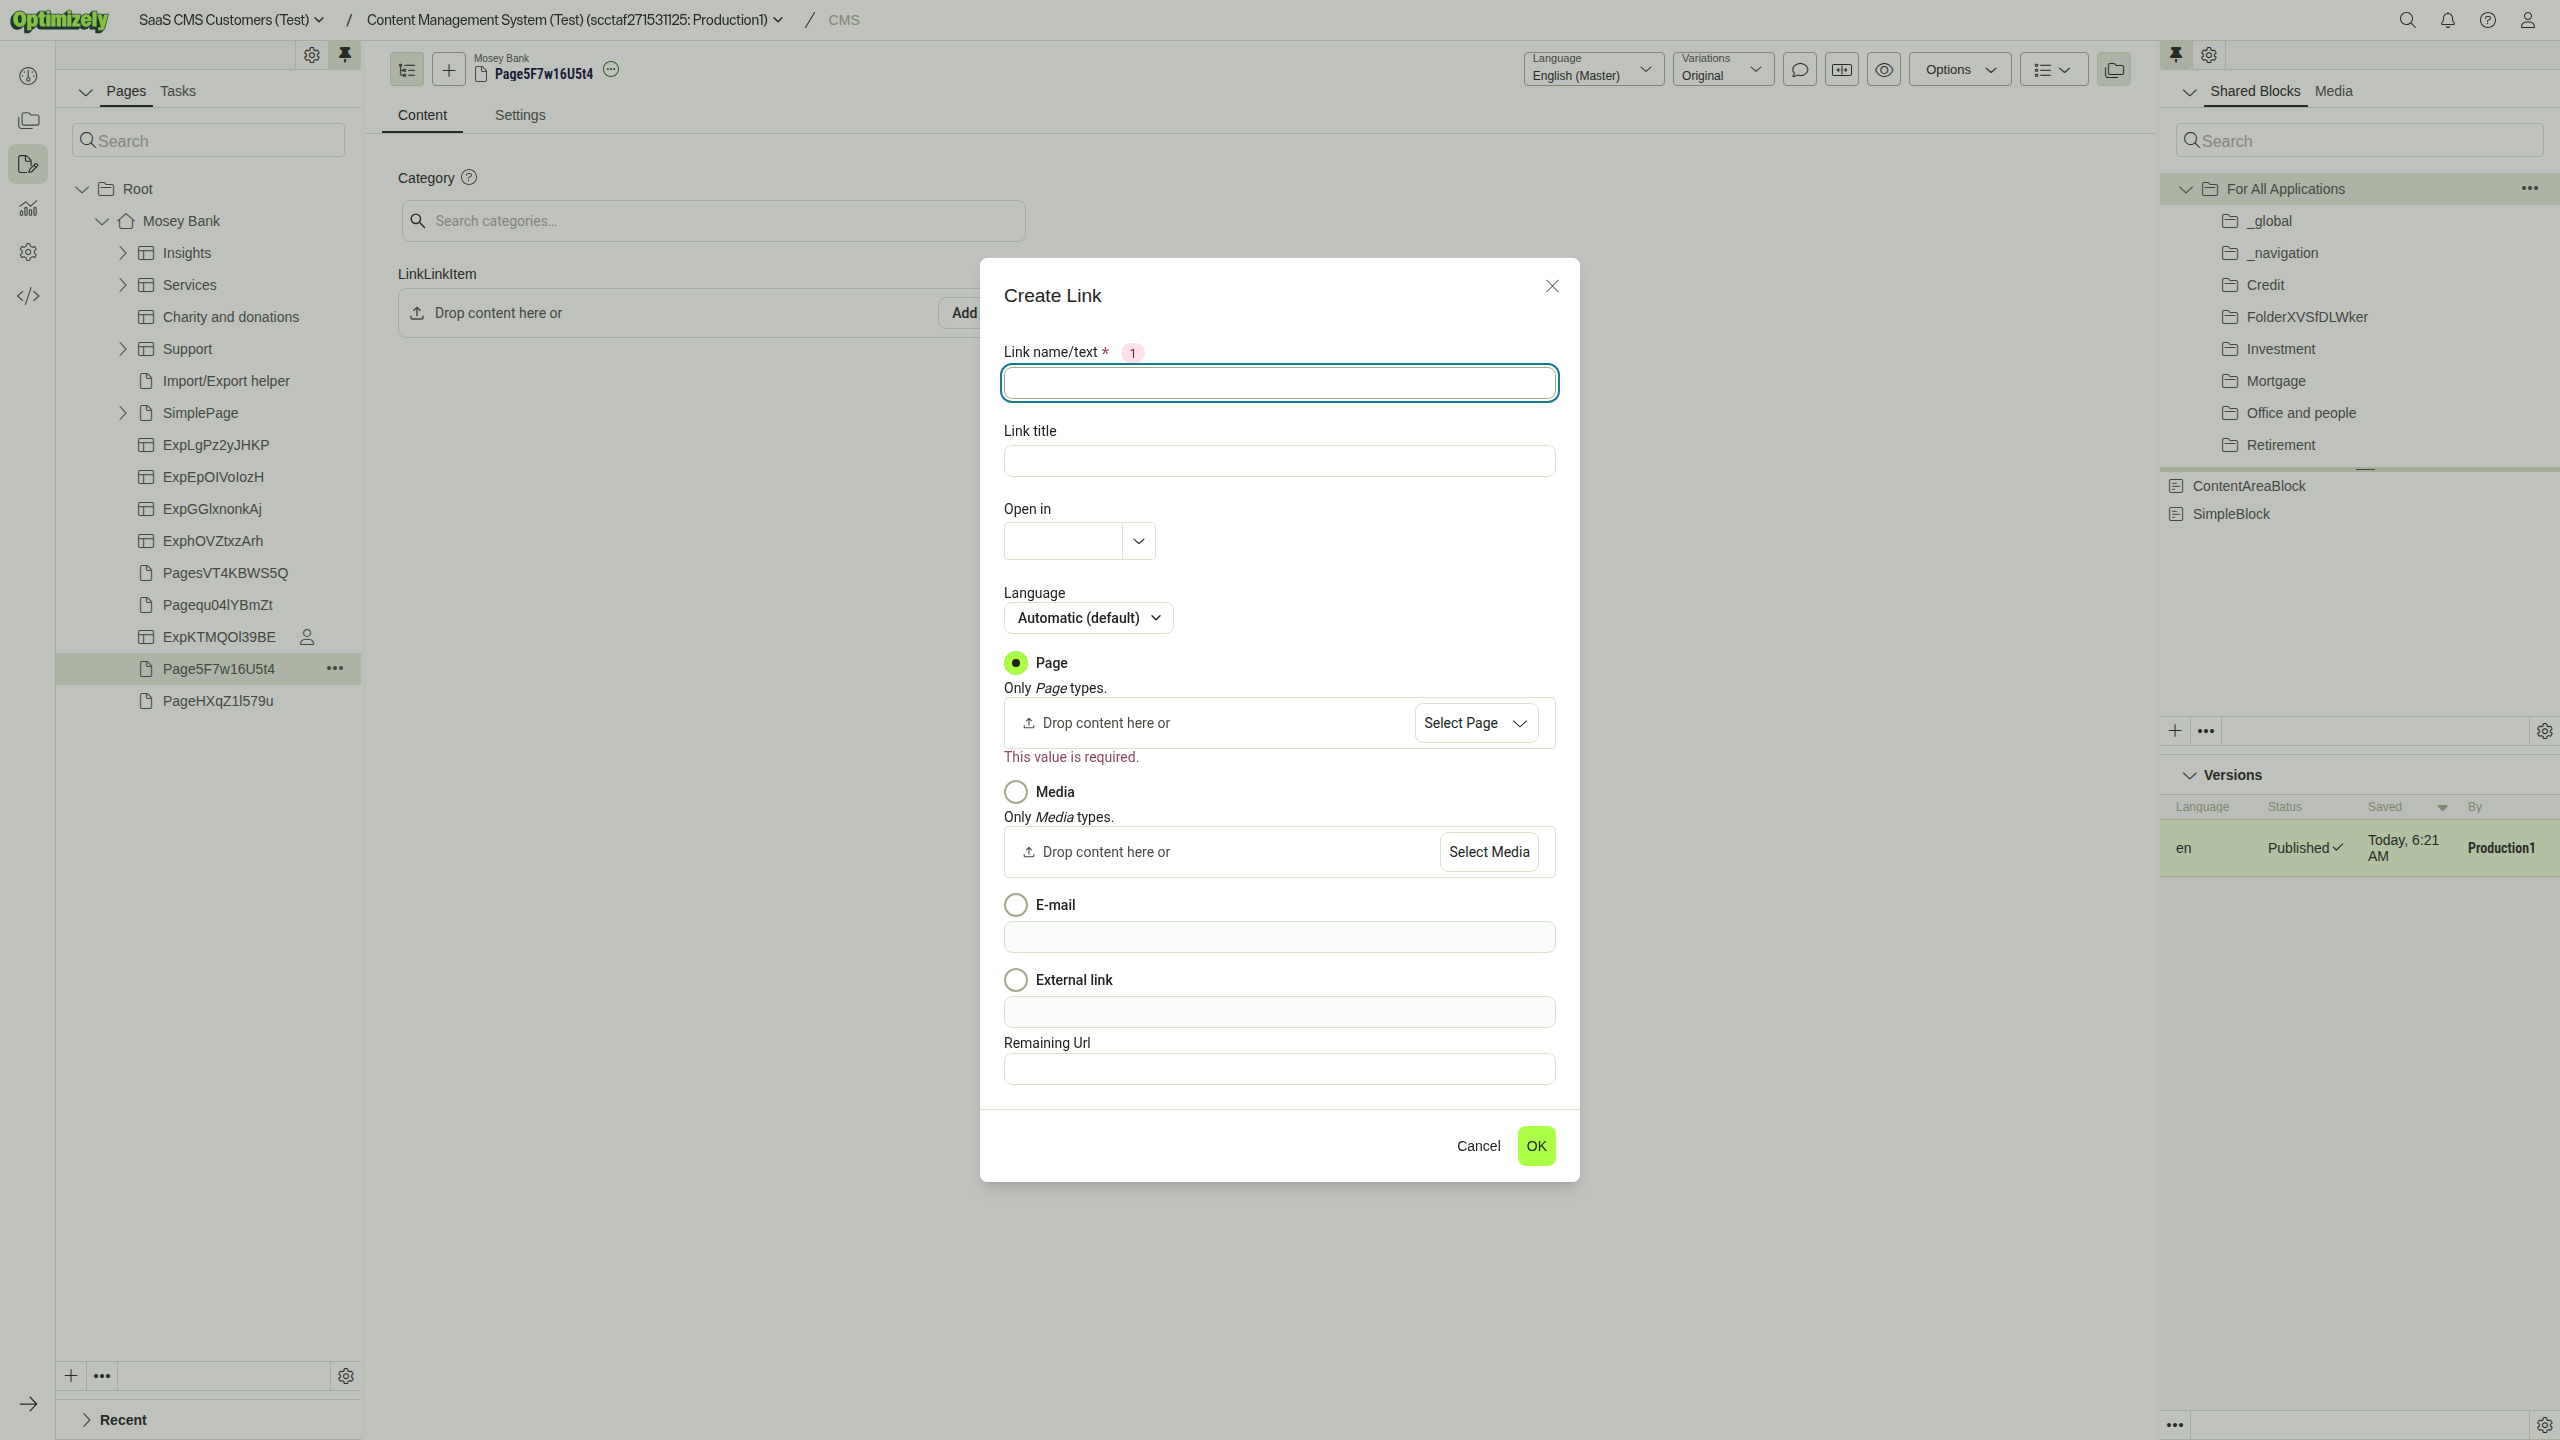 Optimizely
SaaS CMS Customers (Test) / Content Management System (Test) (scctaf271531125: Production1) / CMS
Pages Tasks
Search
Root
Mosey Bank
Insights
Services
Charity and donations
Support
Import/Export helper
SimplePage
ExpLgPz2yJHKP
ExpEpOIVoIozH
ExpGGlxnonkAj
ExphOVZtxzArh
PagesVT4KBWS5Q
Pagequ04lYBmZt
ExpKTMQOl39BE
Page5F7w16U5t4
PageHXqZ1l579u
Recent
Mosey Bank
Page5F7w16U5t4
Language
English (Master)
Variations
Original
Options
Content Settings
Category ?
Search categories...
LinkLinkItem
Drop content here or
Add
Create Link
Link name/text * 1
Link title
Open in
Language
Automatic (default)
Page
Only Page types.
Drop content here or Select Page
This value is required.
Media
Only Media types.
Drop content here or Select Media
E-mail
External link
Remaining Url
Cancel OK
Shared Blocks Media
Search
For All Applications
_global
_navigation
Credit
FolderXVSfDLWker
Investment
Mortgage
Office and people
Retirement
ContentAreaBlock
SimpleBlock
Versions
Language Status Saved By
en Published Today, 6:21 AM Production1